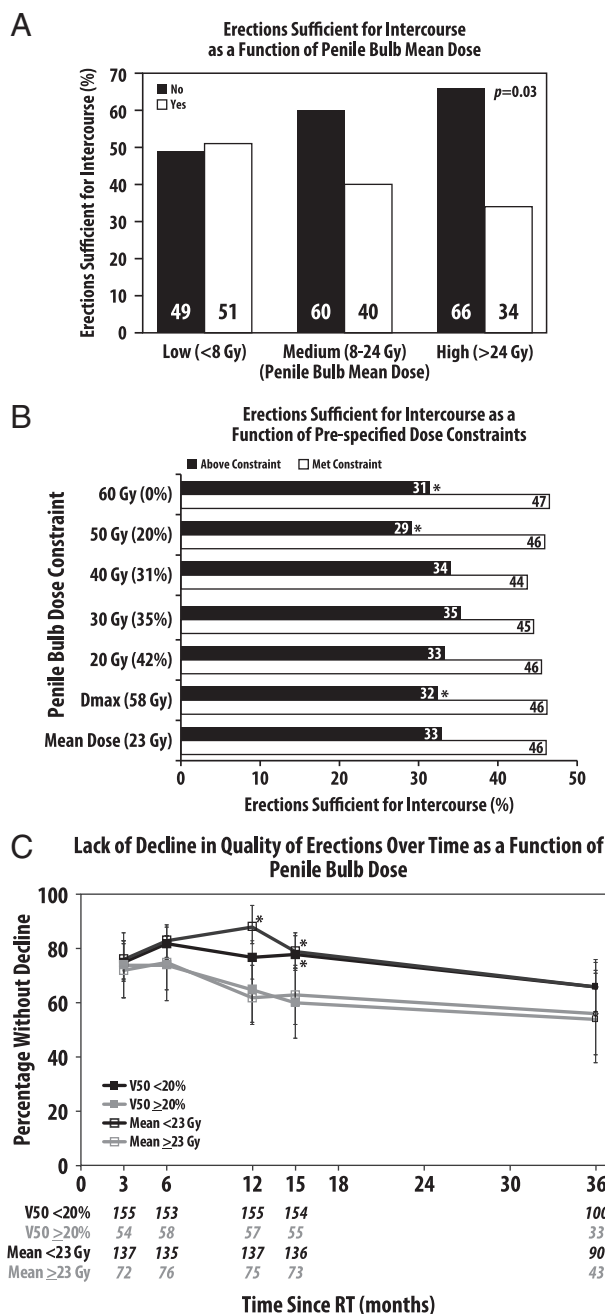 A
Erections Sufficient for Intercourse
as a Function of Penile Bulb Mean Dose
Erections Sufficient for Intercourse (%)
70
60
50
40
30
20
10
0
No
Yes
p=0.03
49 51 60 40 66 34
Low (<8 Gy) Medium (8-24 Gy) High (>24 Gy)
(Penile Bulb Mean Dose)
B
Erections Sufficient for Intercourse as a
Function of Pre-specified Dose Constraints
Above Constraint Met Constraint
Penile Bulb Dose Constraint
60 Gy (0%) 31 *
47
50 Gy (20%) 29 *
46
40 Gy (31%) 34
44
30 Gy (35%) 35
45
20 Gy (42%) 33
46
Dmax (58 Gy) 32 *
46
Mean Dose (23 Gy) 33
46
0 10 20 30 40 50
Erections Sufficient for Intercourse (%)
C
Lack of Decline in Quality of Erections Over Time as a Function of
Penile Bulb Dose
Percentage Without Decline
100
80
60
40
20
0
*
*
*
V50 <20%
V50 ≥20%
Mean <23 Gy
Mean ≥23 Gy
0 3 6 12 15 18 24 30 36
V50 <20% 155 153 155 154 100
V50 ≥20% 54 58 57 55 33
Mean <23 Gy 137 135 137 136 90
Mean ≥23 Gy 72 76 75 73 43
Time Since RT (months)